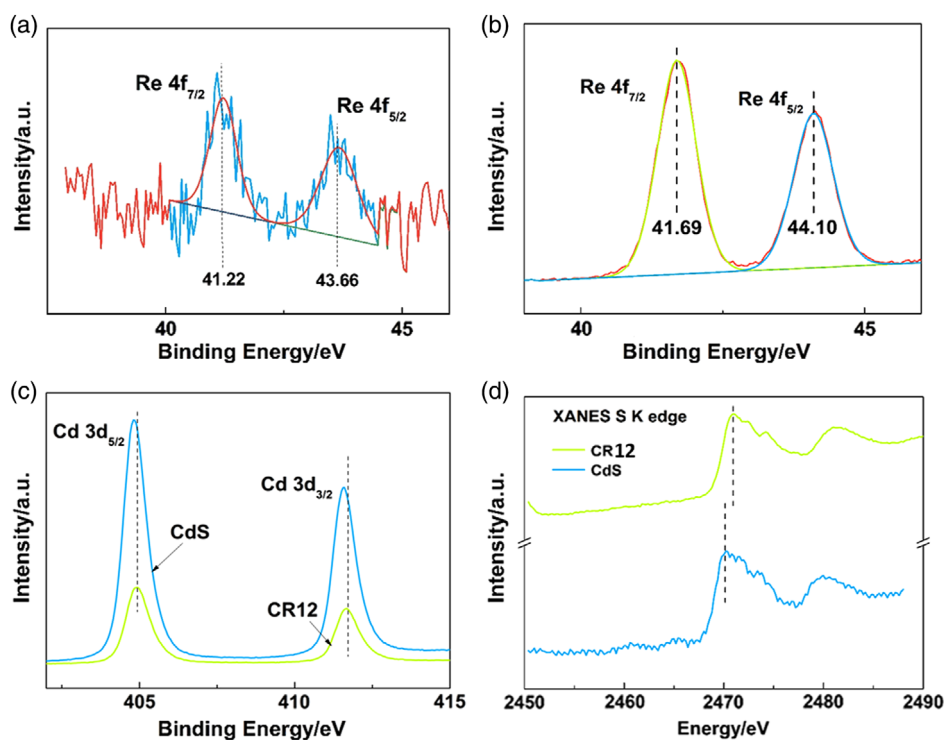 (a)
Re 4f7/2
Re 4f5/2
41.22
43.66
40
45
Binding Energy/eV
Intensity/a.u.
(b)
Re 4f7/2
Re 4f5/2
41.69
44.10
40
45
Binding Energy/eV
Intensity/a.u.
(c)
Cd 3d5/2
Cd 3d3/2
CdS
CR12
405
410
415
Binding Energy/eV
Intensity/a.u.
(d)
XANES S K edge
CR12
CdS
2450
2460
2470
2480
2490
Energy/eV
Intensity/a.u.